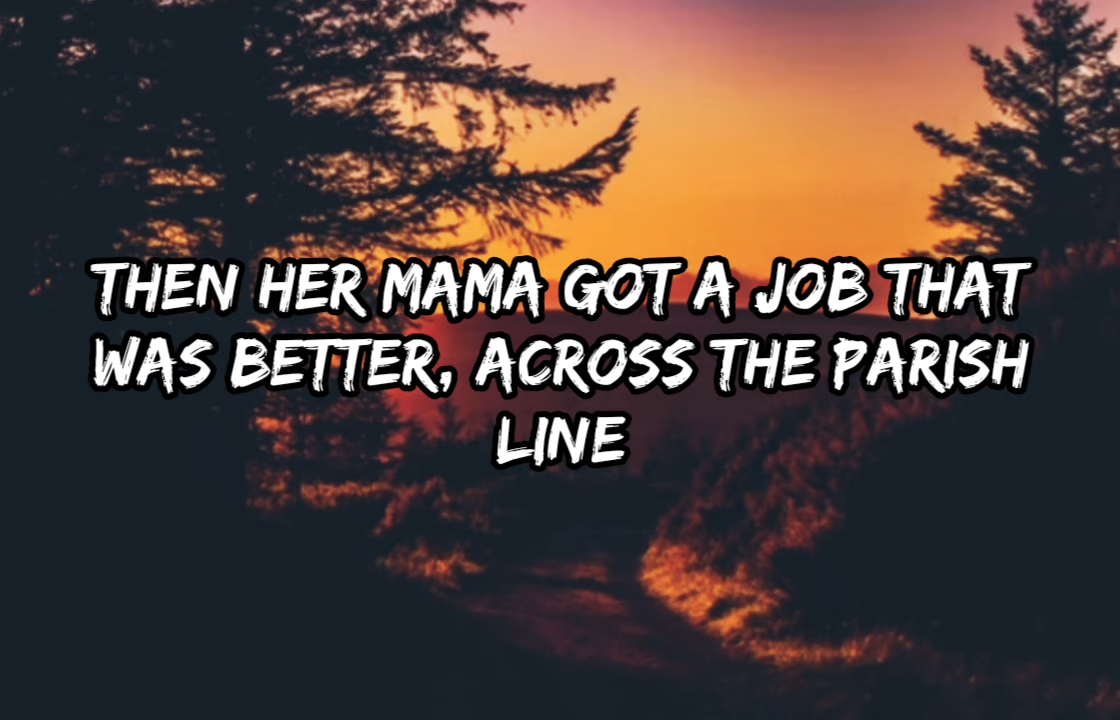 THEN HER MAMA GOT A JOB THAT
WAS BETTER, ACROSS THE PARISH
LINE